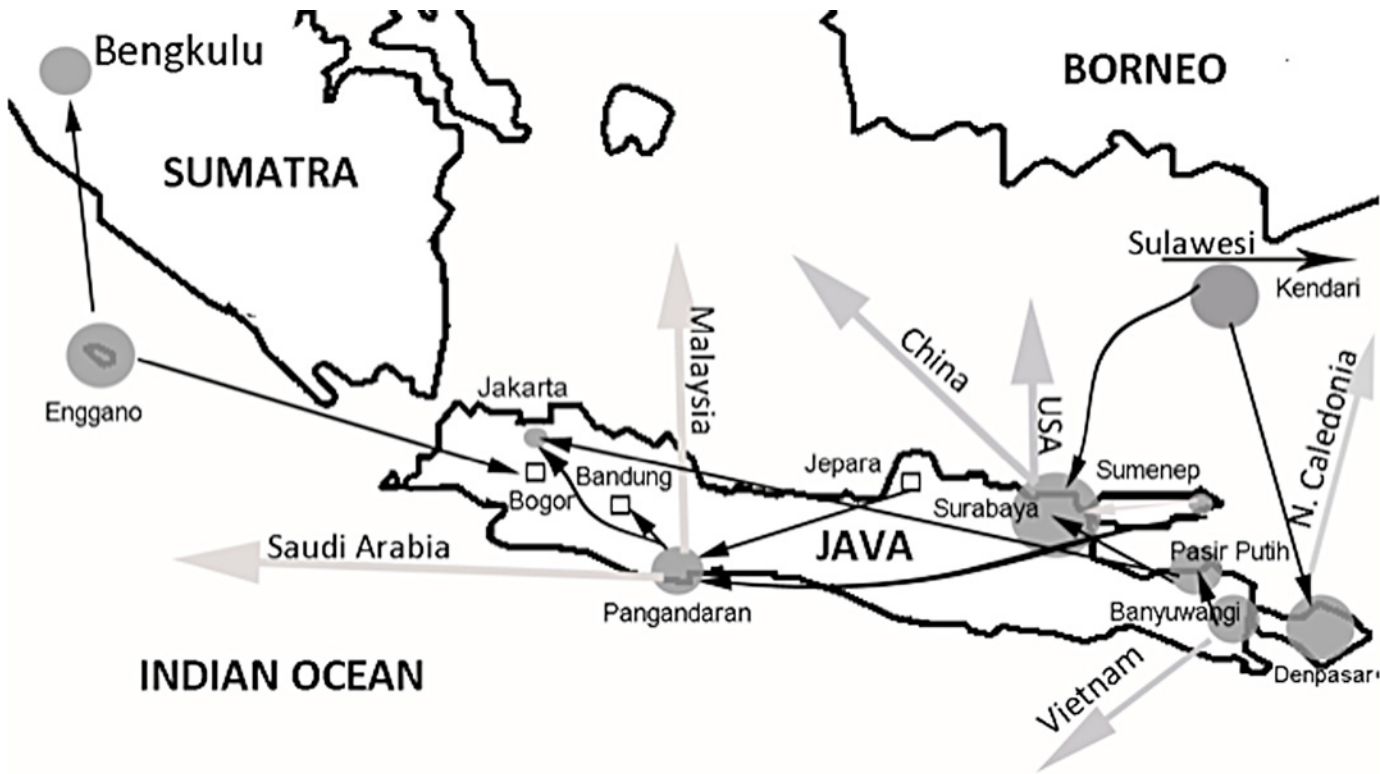 Bengkulu
BORNEO
SUMATRA
Sulawesi
Kendari
Malaysia
China
USA
N. Caledonia
Enggano
Jakarta
Bandung
Bogor
Jepara
Sumenep
Surabaya
JAVA
Saudi Arabia
Pasir Putih
Pangandaran
Banyuwangi
INDIAN OCEAN
Vietnam
Denpasar